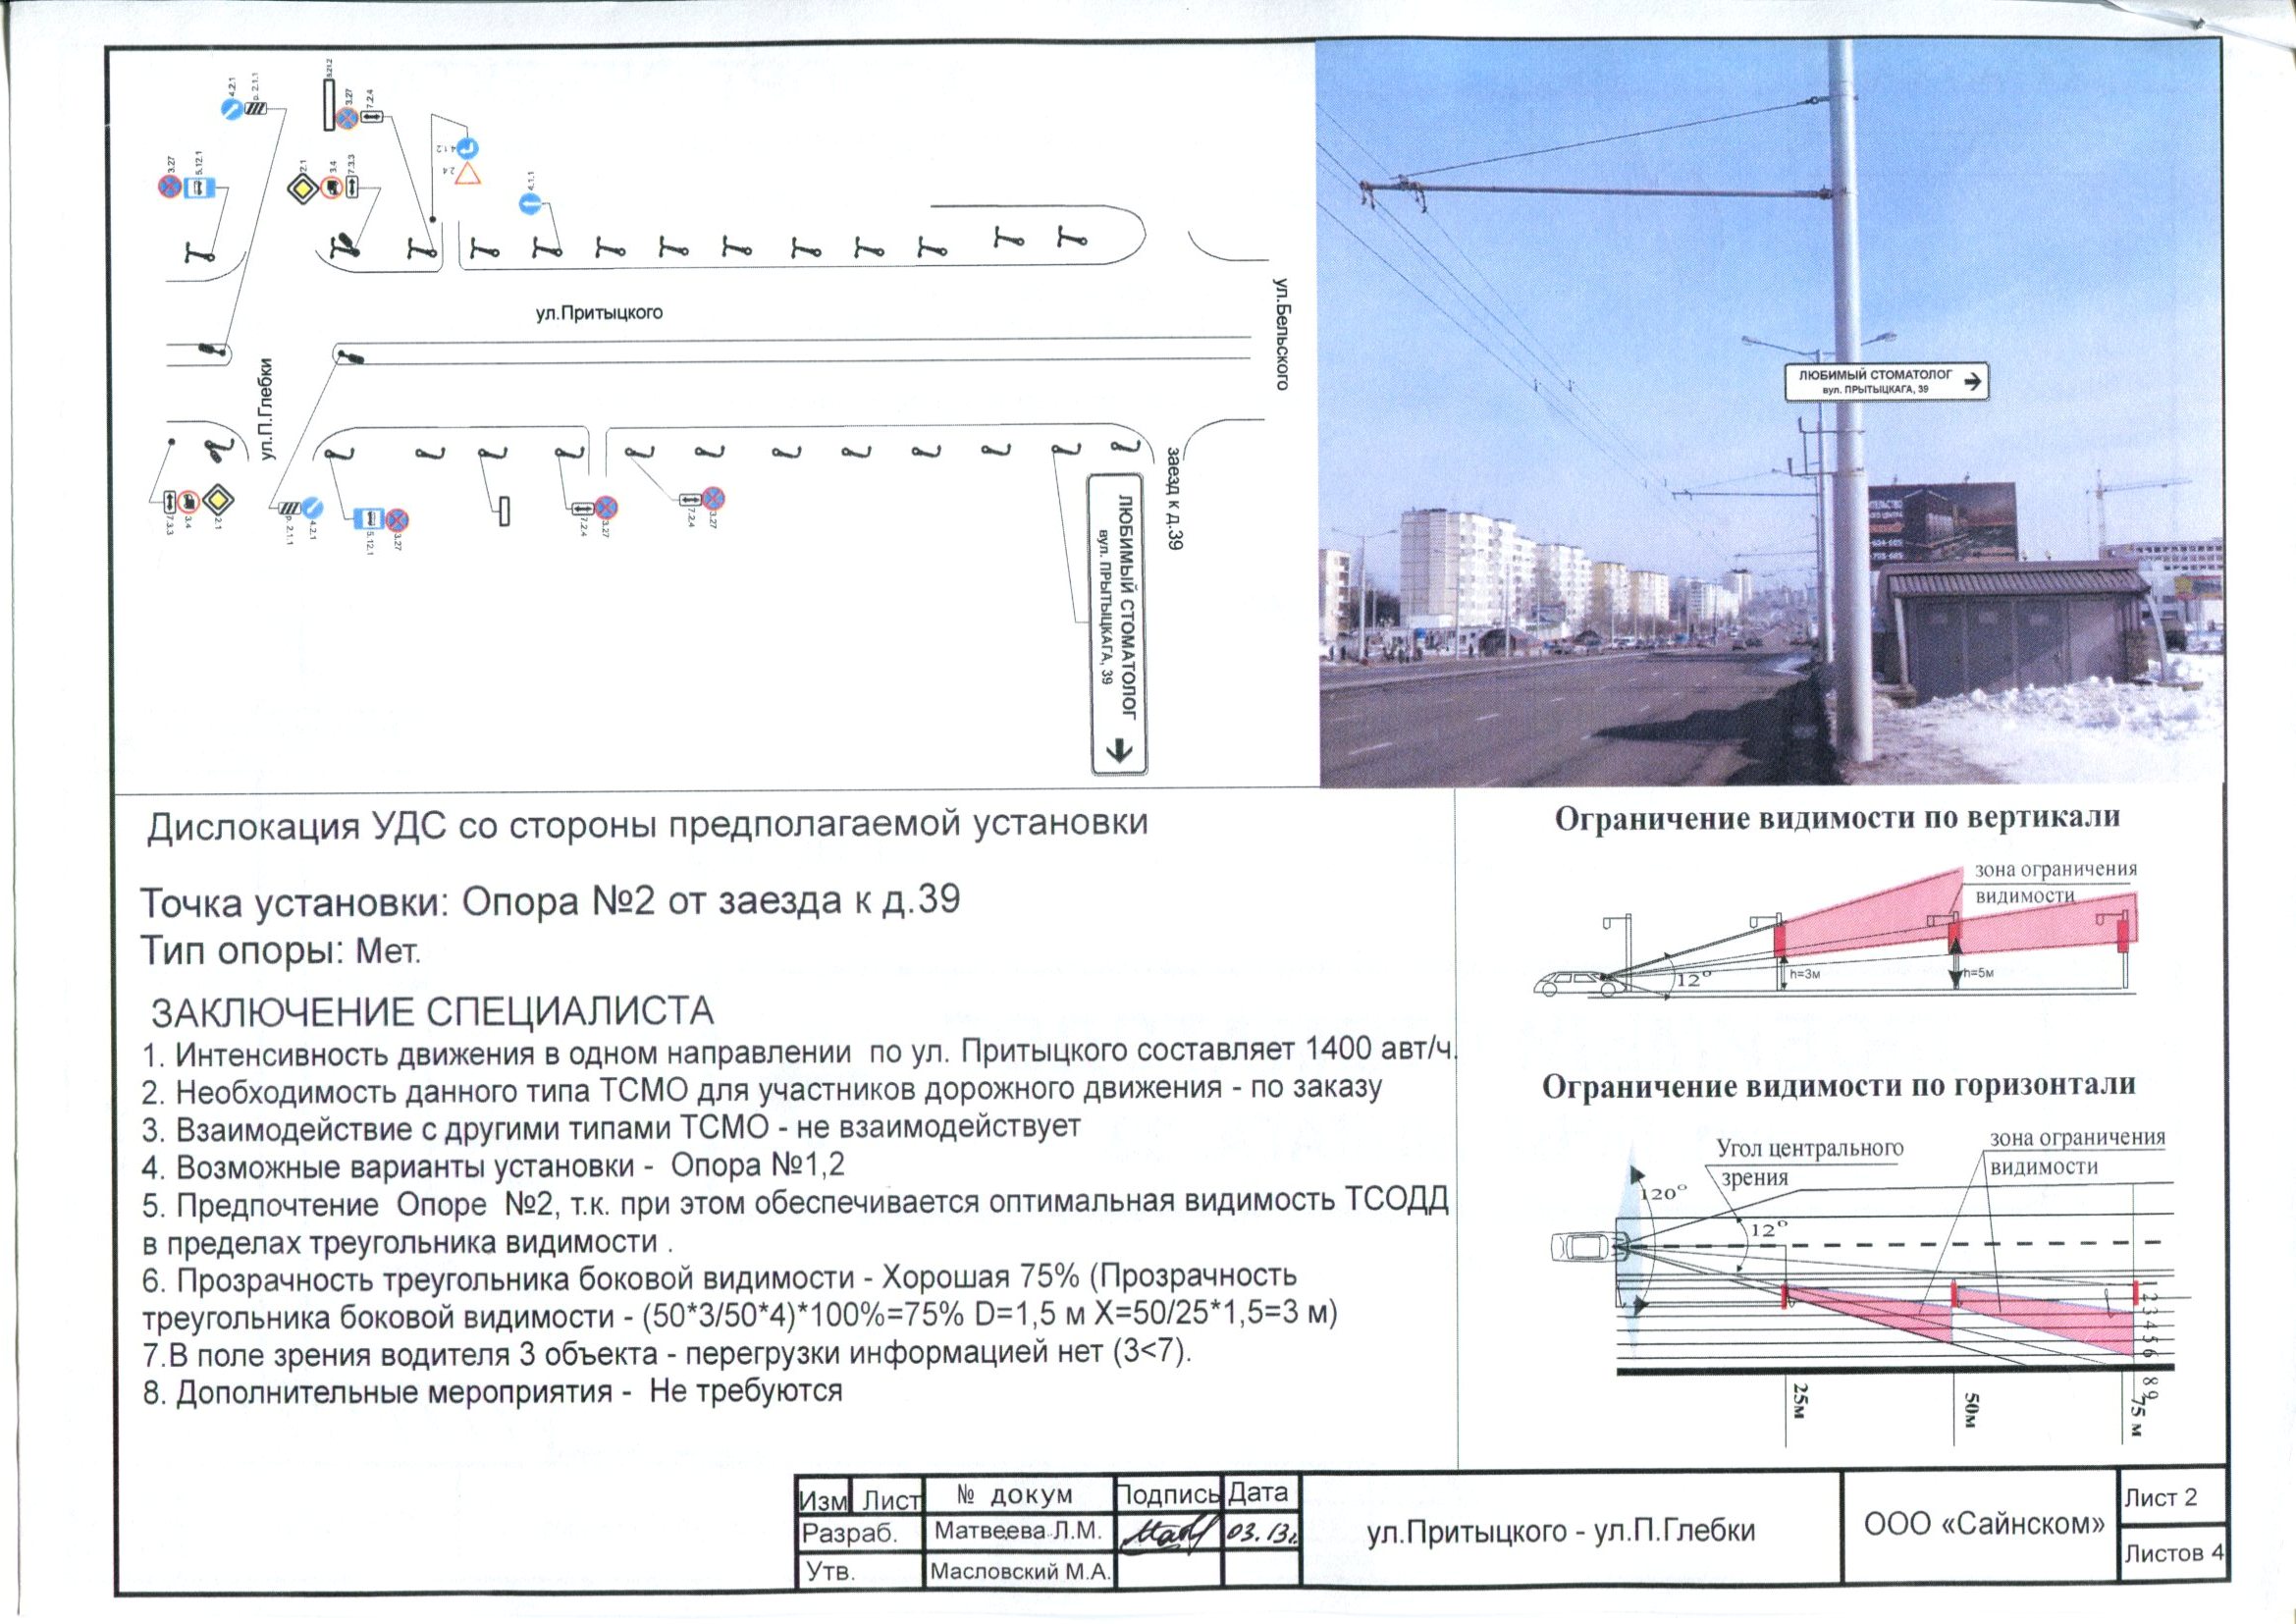 4.2.1
р. 2.1.1
5.21.2
3.27
7.2.4
4.1.2
2.4
3.27
5.12.1
2.1
3.4
7.3.3
4.1.1
ул.Притыцкого
ул.Бельского
ул.П.Глебки
заезд к д.39
7.3.3
3.4
2.1
р. 2.1.1
4.2.1
5.12.1
3.27
7.2.4
3.27
7.2.4
3.27
ЛЮБИМЫЙ СТОМАТОЛОГ
вул. ПРЫТЫЦКАГА, 39
ЛЮБИМЫЙ СТОМАТОЛОГ
вул. ПРЫТЫЦКАГА, 39
Дислокация УДС со стороны предполагаемой установки
Точка установки: Опора №2 от заезда к д.39
Тип опоры: Мет.
ЗАКЛЮЧЕНИЕ СПЕЦИАЛИСТА
1. Интенсивность движения в одном направлении по ул. Притыцкого составляет 1400 авт/ч.
2. Необходимость данного типа ТСМО для участников дорожного движения - по заказу
3. Взаимодействие с другими типами ТСМО - не взаимодействует
4. Возможные варианты установки - Опора №1,2
5. Предпочтение Опоре №2, т.к. при этом обеспечивается оптимальная видимость ТСОДД
в пределах треугольника видимости .
6. Прозрачность треугольника боковой видимости - Хорошая 75% (Прозрачность
треугольника боковой видимости - (50*3/50*4)*100%=75% D=1,5 м X=50/25*1,5=3 м)
7.В поле зрения водителя 3 объекта - перегрузки информацией нет (3<7).
8. Дополнительные мероприятия - Не требуются
Ограничение видимости по вертикали
зона ограничения
видимости
12°
h=3м
h=5м
Ограничение видимости по горизонтали
Угол центрального
зрения
зона ограничения
видимости
120°
12°
1 2 3 4 5 6
8 9
25м
50м
75 м
Изм Лист № докум Подпись Дата
Разраб. Матвеева Л.М. 03.13г.
Утв. Масловский М.А.
ул.Притыцкого - ул.П.Глебки
ООО «Сайнском»
Лист 2
Листов 4